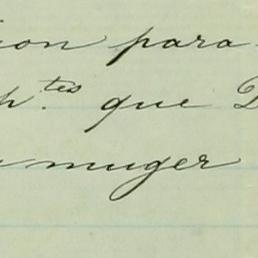 ion para
h.tes que D
muger